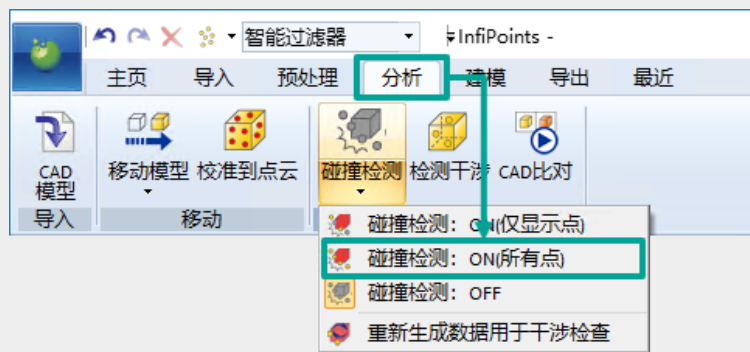 智能过滤器 InfiPoints -
主页 导入 预处理 分析 建模 导出 最近
CAD模型 移动模型 校准到点云 碰撞检测 检测干涉 CAD比对
导入 移动
碰撞检测：ON(仅显示点)
碰撞检测：ON(所有点)
碰撞检测：OFF
重新生成数据用于干涉检查